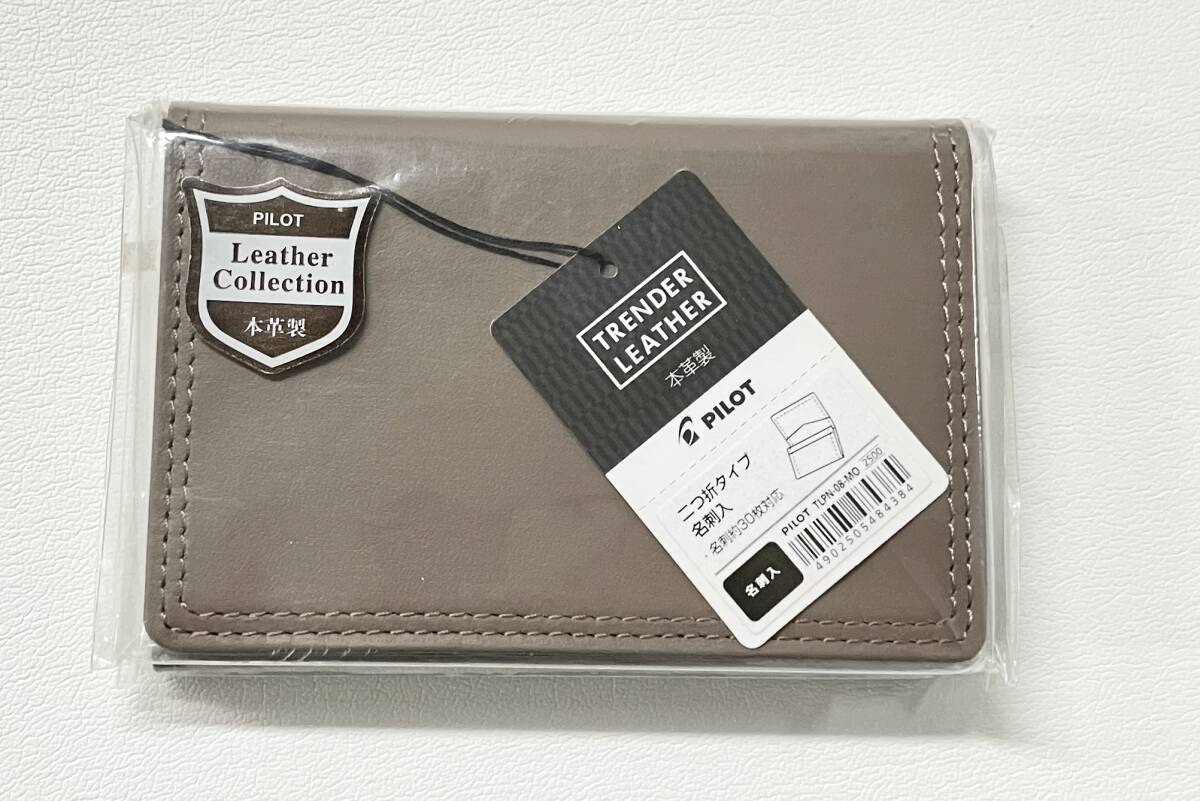 PILOT
Leather
Collection
本革製
TRENDER
LEATHER
本革製
PILOT
二つ折タイプ
名刺入
・名刺約30枚対応
PILOT TLPN-08-MO 2500
4902505484384
名刺入